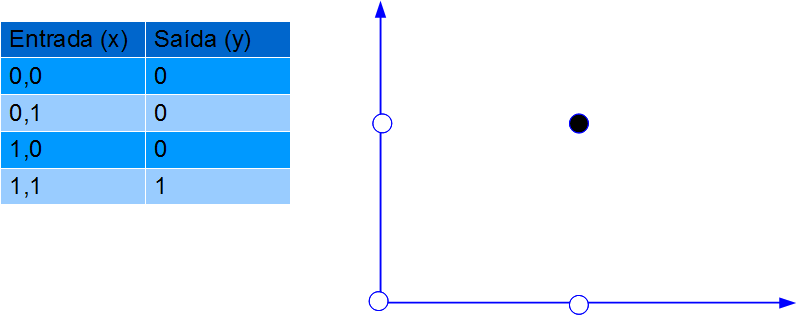 Entrada (x) Saída (y)
0,0 0
0,1 0
1,0 0
1,1 1